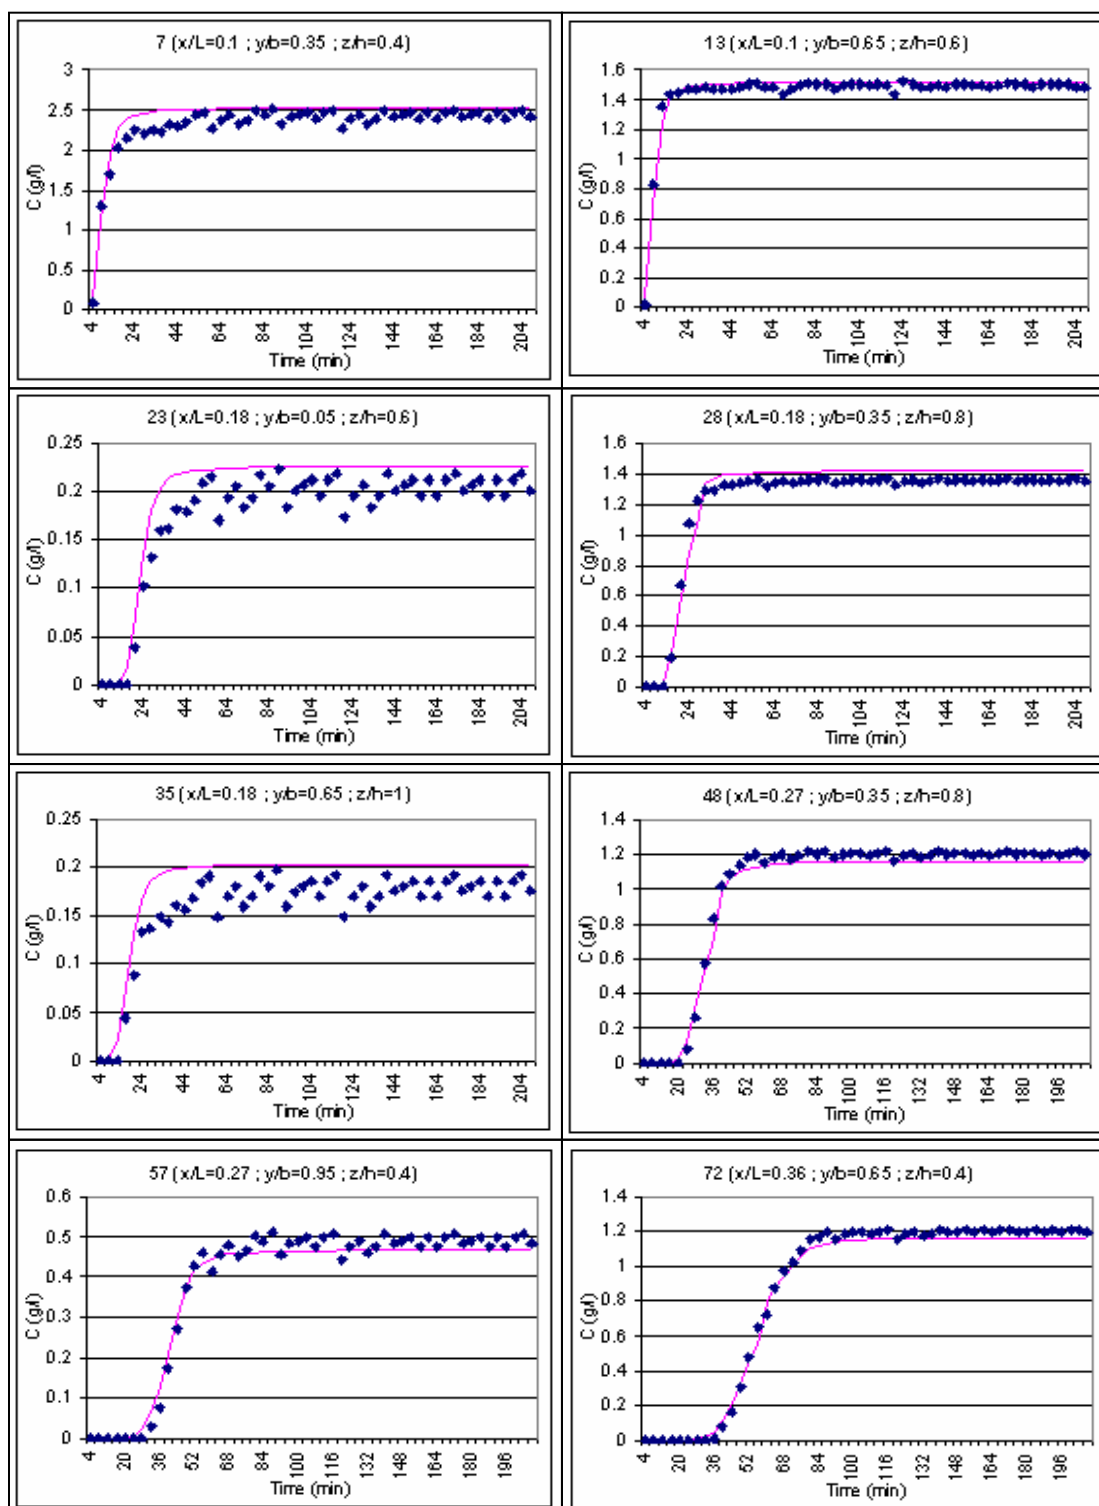 7 (x/L=0.1 ; y/b=0.35 ; z/h=0.4)
3
2.5
2
1.5
1
0.5
0
C (g/l)
4 24 44 64 84 104 124 144 164 184 204
Time (min)
13 (x/L=0.1 ; y/b=0.65 ; z/h=0.6)
1.6
1.4
1.2
1
0.8
0.6
0.4
0.2
0
C (g/l)
4 24 44 64 84 104 124 144 164 184 204
Time (min)
23 (x/L=0.18 ; y/b=0.05 ; z/h=0.6)
0.25
0.2
0.15
0.1
0.05
0
C (g/l)
4 24 44 64 84 104 124 144 164 184 204
Time (min)
28 (x/L=0.18 ; y/b=0.35 ; z/h=0.8)
1.6
1.4
1.2
1
0.8
0.6
0.4
0.2
0
C (g/l)
4 24 44 64 84 104 124 144 164 184 204
Time (min)
35 (x/L=0.18 ; y/b=0.65 ; z/h=1)
0.25
0.2
0.15
0.1
0.05
0
C (g/l)
4 24 44 64 84 104 124 144 164 184 204
Time (min)
48 (x/L=0.27 ; y/b=0.35 ; z/h=0.8)
1.4
1.2
1
0.8
0.6
0.4
0.2
0
C (g/l)
4 20 36 52 68 84 100 116 132 148 164 180 196
Time (min)
57 (x/L=0.27 ; y/b=0.95 ; z/h=0.4)
0.6
0.5
0.4
0.3
0.2
0.1
0
C (g/l)
4 20 36 52 68 84 100 116 132 148 164 180 196
Time (min)
72 (x/L=0.36 ; y/b=0.65 ; z/h=0.4)
1.4
1.2
1
0.8
0.6
0.4
0.2
0
C (g/l)
4 20 36 52 68 84 100 116 132 148 164 180 196
Time (min)